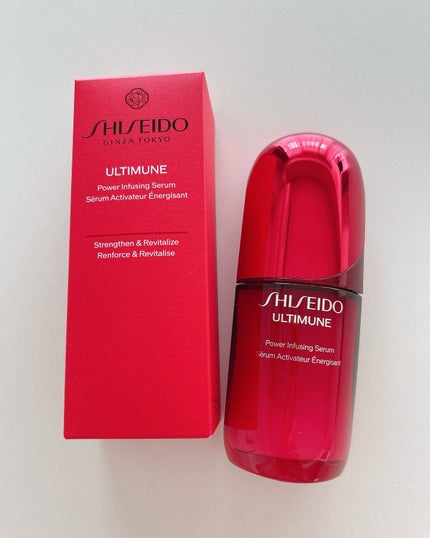 SHISEIDO
GINZA TOKYO
ULTIMUNE
Power Infusing Serum
Sérum Activateur Énergisant
Strengthen & Revitalize
Renforce & Revitalise
SHISEIDO
ULTIMUNE
Power Infusing Serum
Sérum Activateur Énergisant